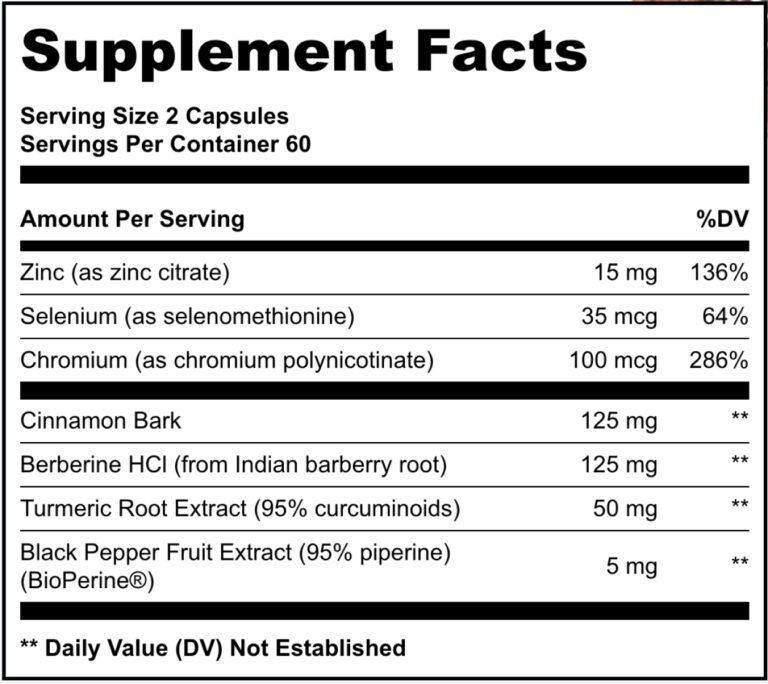 Supplement Facts
Serving Size 2 Capsules
Servings Per Container 60
Amount Per Serving %DV
Zinc (as zinc citrate) 15 mg 136%
Selenium (as selenomethionine) 35 mcg 64%
Chromium (as chromium polynicotinate) 100 mcg 286%
Cinnamon Bark 125 mg **
Berberine HCl (from Indian barberry root) 125 mg **
Turmeric Root Extract (95% curcuminoids) 50 mg **
Black Pepper Fruit Extract (95% piperine)
(BioPerine®) 5 mg **
** Daily Value (DV) Not Established